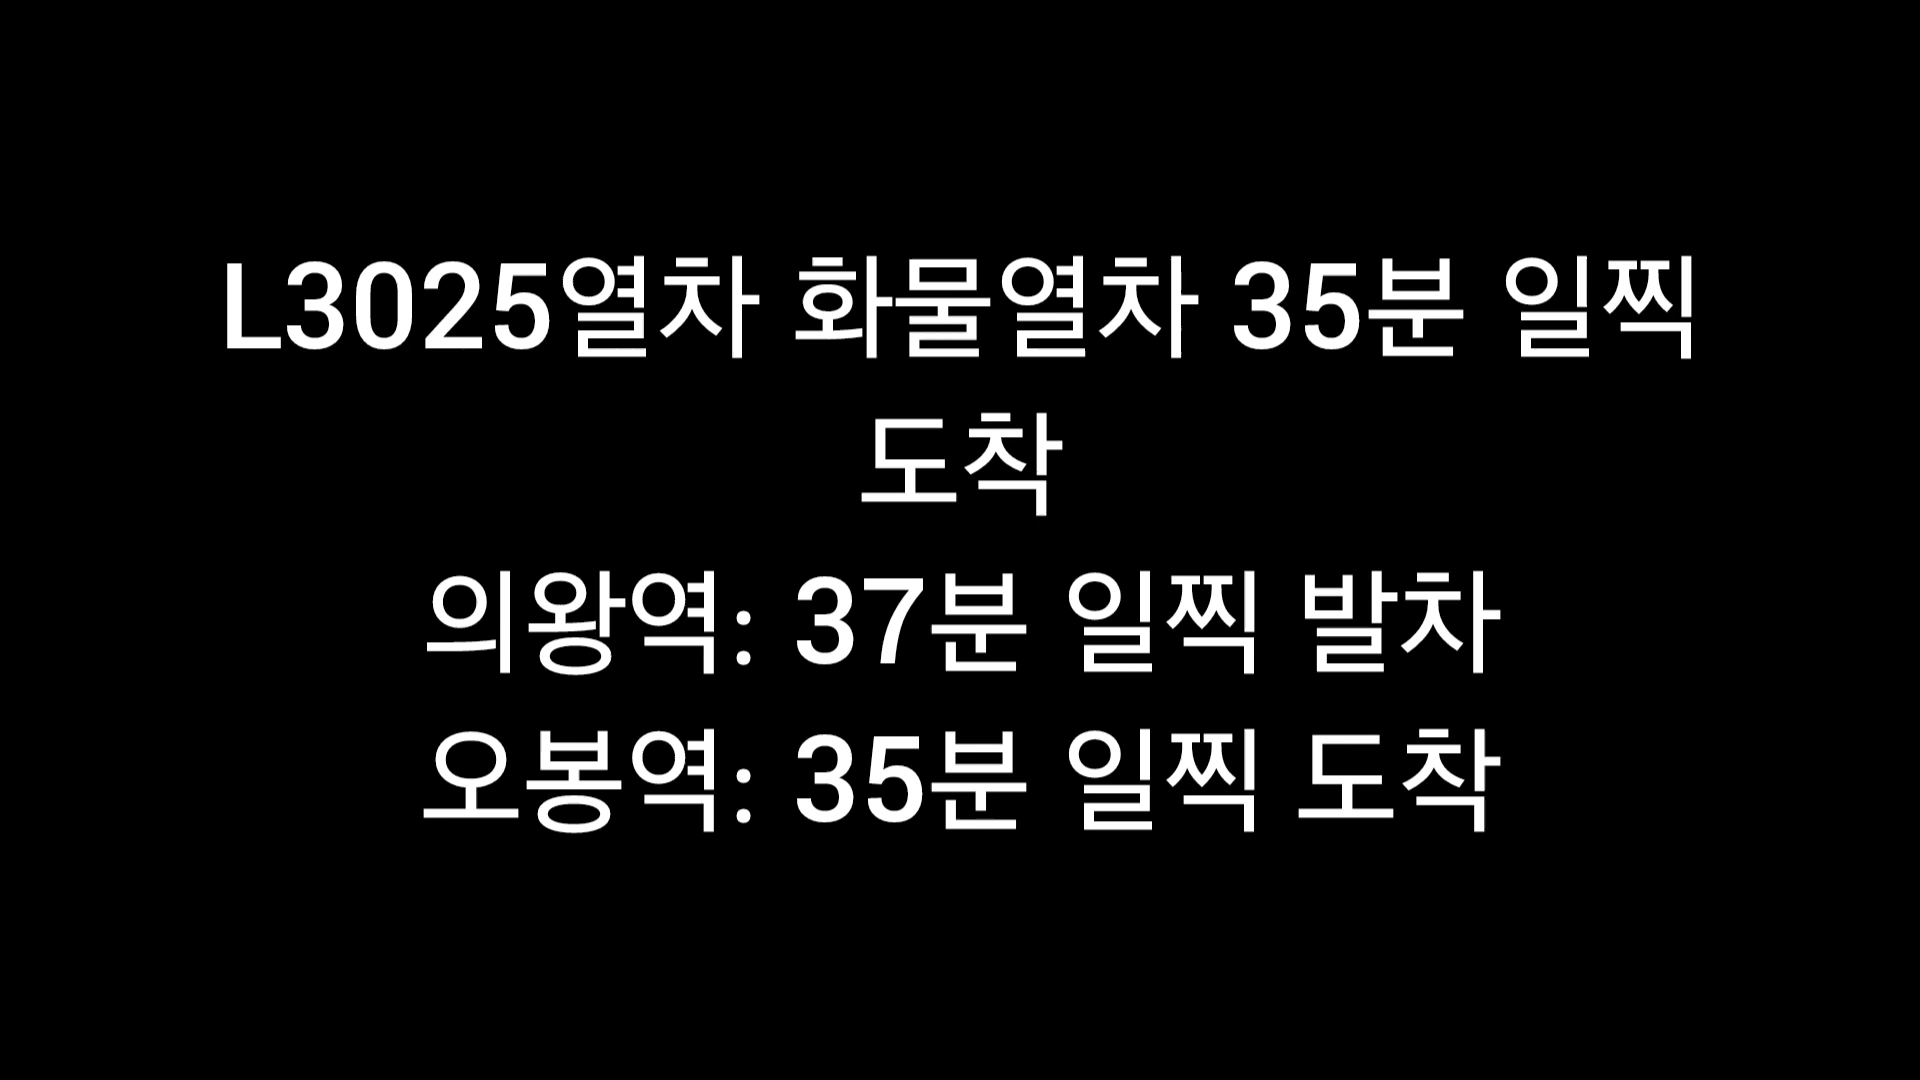 L3025열차 화물열차 35분 일찍
도착
의왕역: 37분 일찍 발차
오봉역: 35분 일찍 도착